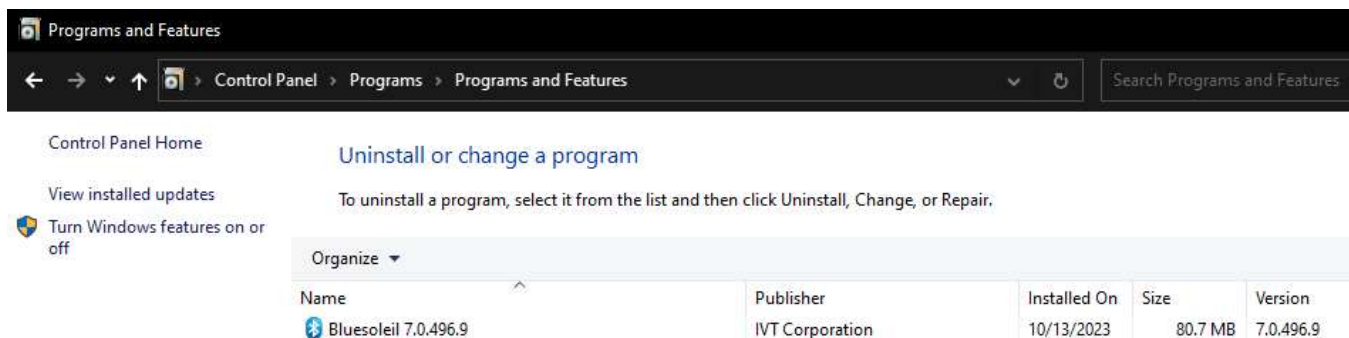 Programs and Features
Control Panel > Programs > Programs and Features
Search Programs and Features
Control Panel Home
View installed updates
Turn Windows features on or
off
Uninstall or change a program
To uninstall a program, select it from the list and then click Uninstall, Change, or Repair.
Organize
Name Publisher Installed On Size Version
Bluesoleil 7.0.496.9 IVT Corporation 10/13/2023 80.7 MB 7.0.496.9